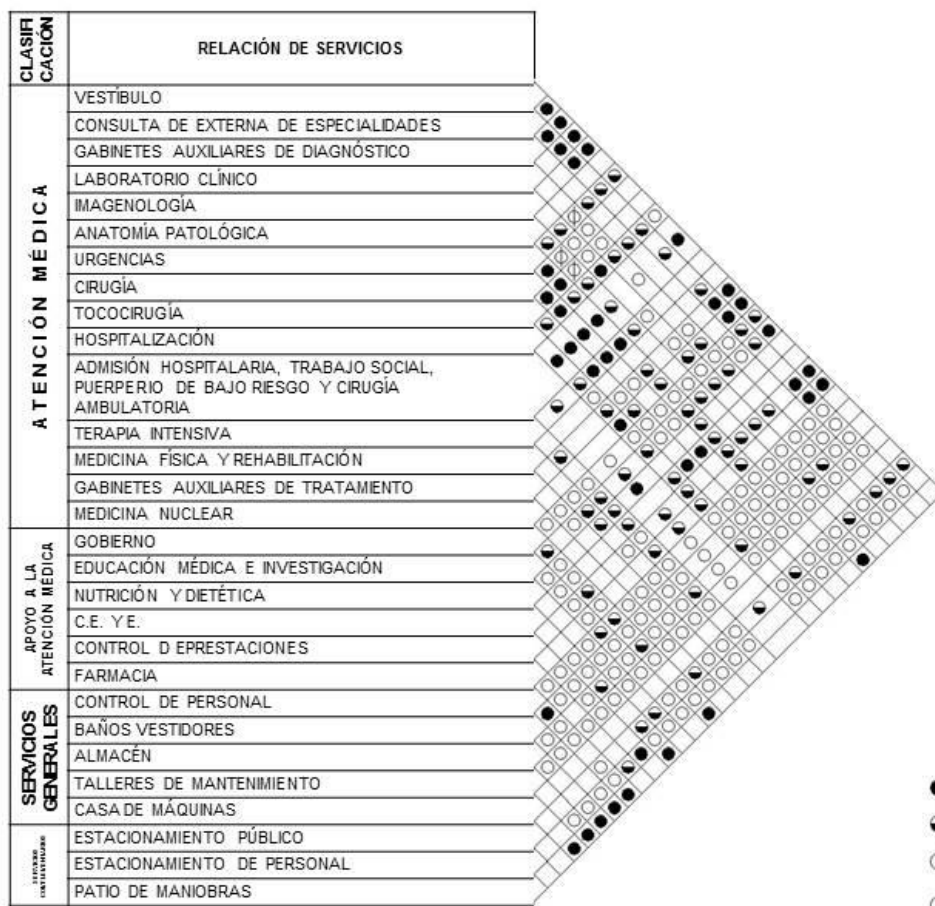 CLASIFI
CACIÓN
RELACIÓN DE SERVICIOS
ATENCIÓN MÉDICA
VESTÍBULO
CONSULTA DE EXTERNA DE ESPECIALIDADES
GABINETES AUXILIARES DE DIAGNÓSTICO
LABORATORIO CLÍNICO
IMAGENOLOGÍA
ANATOMÍA PATOLÓGICA
URGENCIAS
CIRUGÍA
TOCOCIRUGÍA
HOSPITALIZACIÓN
ADMISIÓN HOSPITALARIA, TRABAJO SOCIAL,
PUERPERIO DE BAJO RIESGO Y CIRUGÍA
AMBULATORIA
TERAPIA INTENSIVA
MEDICINA FÍSICA Y REHABILITACIÓN
GABINETES AUXILIARES DE TRATAMIENTO
MEDICINA NUCLEAR
APOYO A LA
ATENCIÓN MÉDICA
GOBIERNO
EDUCACIÓN MÉDICA E INVESTIGACIÓN
NUTRICIÓN Y DIETÉTICA
C.E. Y E.
CONTROL D EPRESTACIONES
FARMACIA
SERVICIOS
GENERALES
CONTROL DE PERSONAL
BAÑOS VESTIDORES
ALMACÉN
TALLERES DE MANTENIMIENTO
CASA DE MÁQUINAS
ESTACIONAMIENTO PÚBLICO
ESTACIONAMIENTO DE PERSONAL
PATIO DE MANIOBRAS